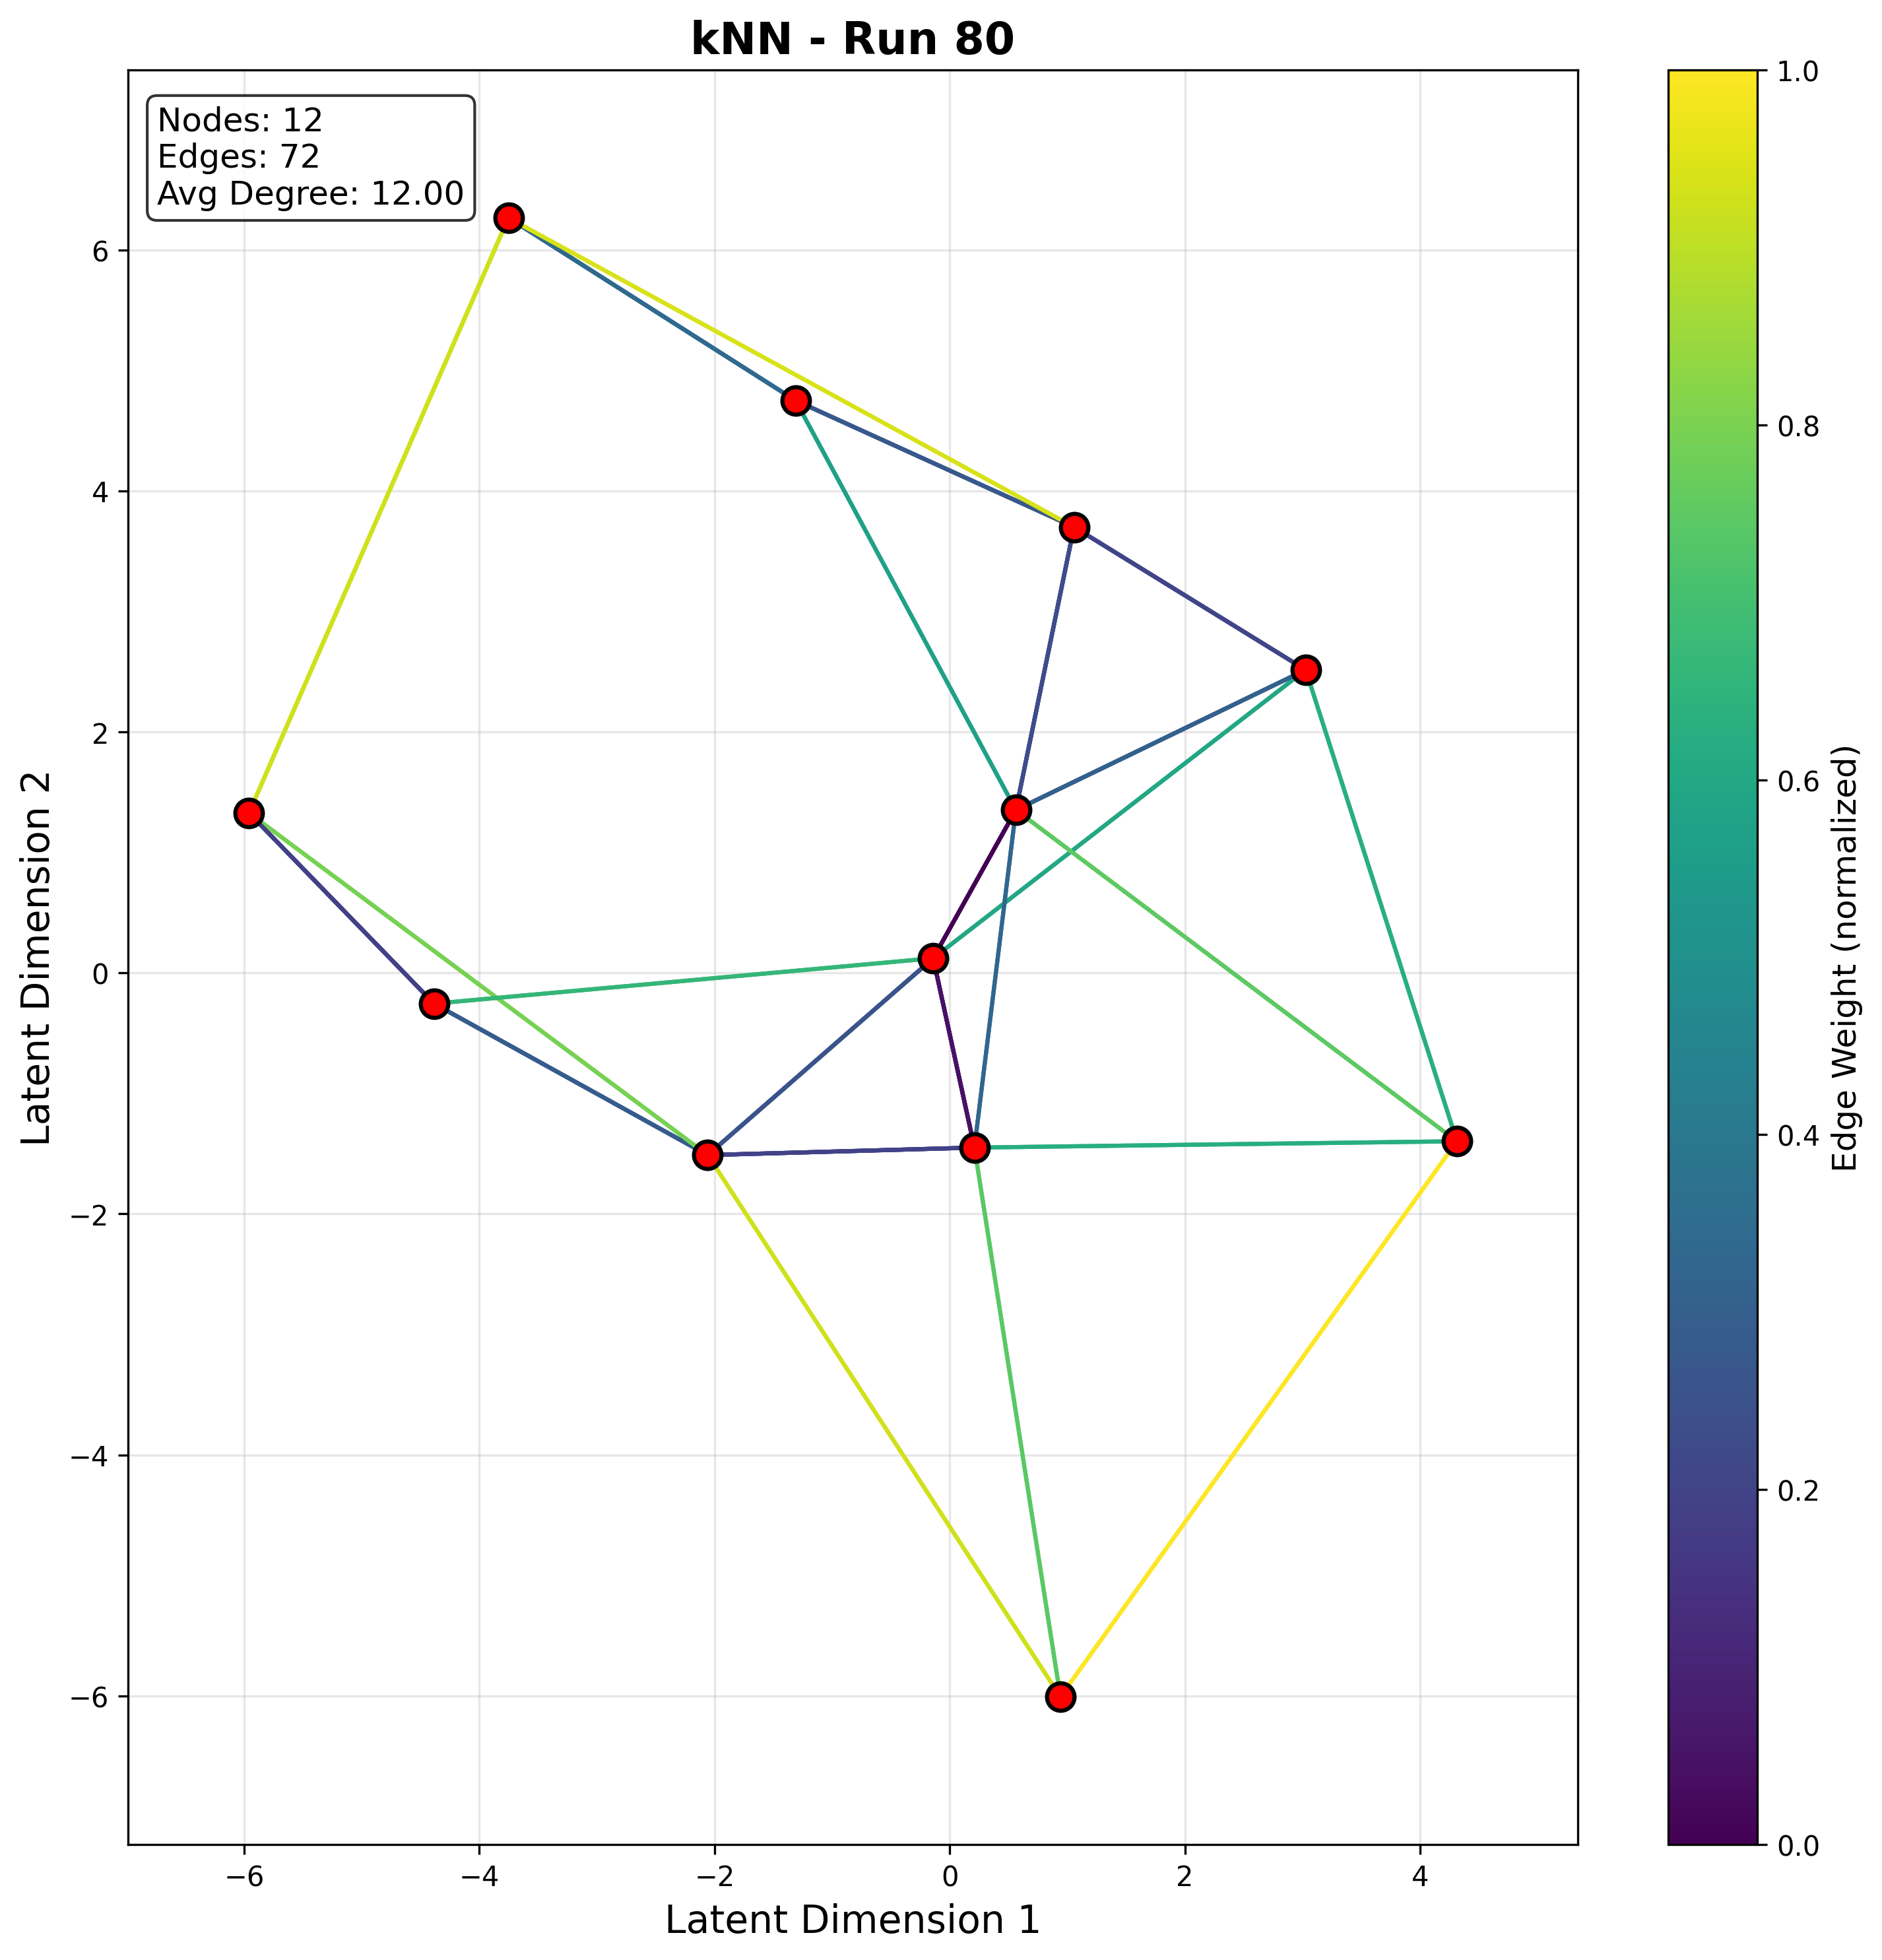 kNN - Run 80
Nodes: 12
Edges: 72
Avg Degree: 12.00
6
4
2
0
−2
−4
−6
−6
−4
−2
0
2
4
Latent Dimension 1
Latent Dimension 2
1.0
0.8
0.6
0.4
0.2
0.0
Edge Weight (normalized)